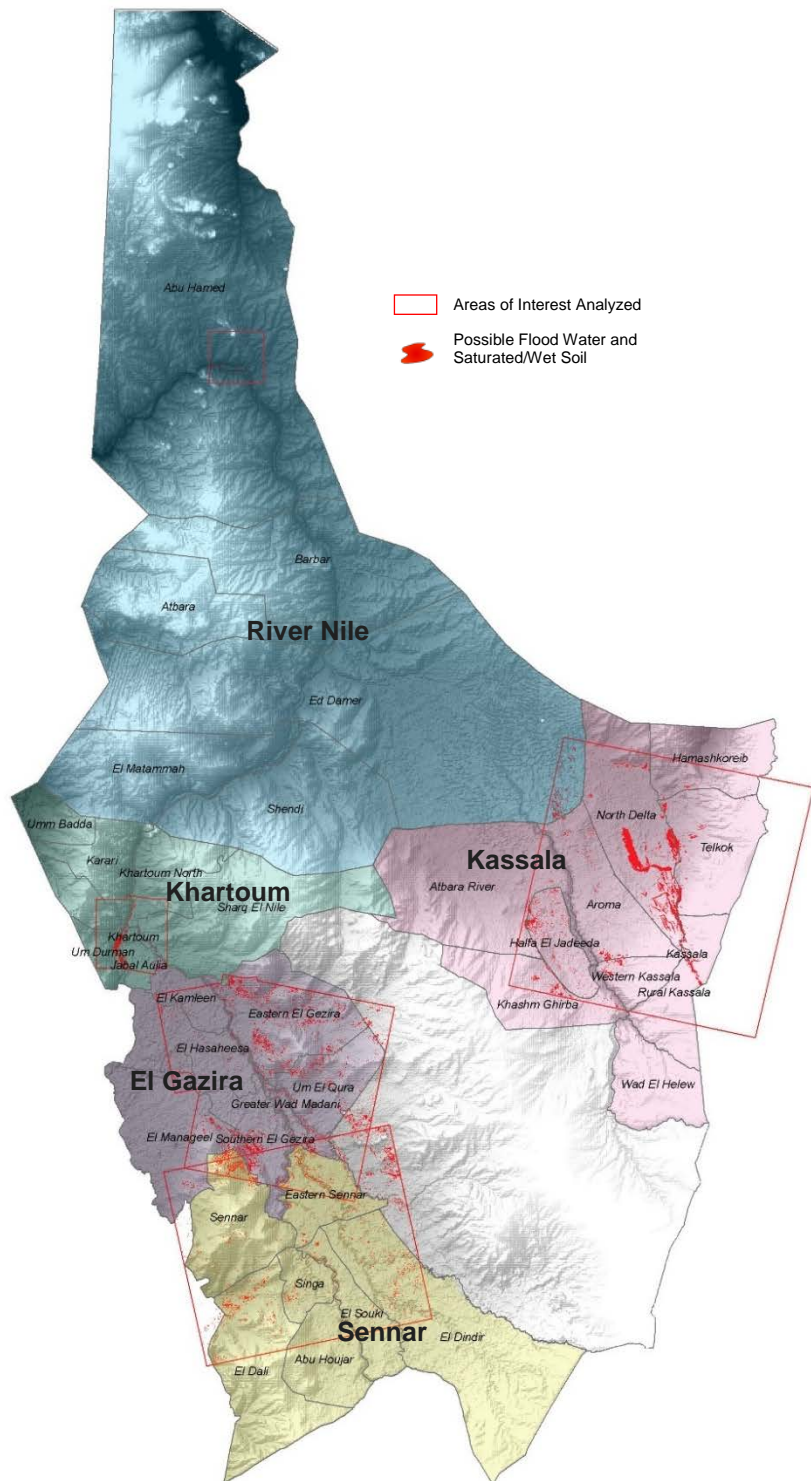 Abu Hamed
Areas of Interest Analyzed
Possible Flood Water and
Saturated/Wet Soil
Barbar
Atbara
River Nile
Ed Damer
Hamashkoreib
El Matammah
Shendi
North Delta
Umm Badda
Telkok
Karari
Kassala
Khartoum North
Atbara River
Khartoum
Sharq El Nile
Aroma
Khartoum
Halfa El Jadeeda
Um Durman
Kassala
Jabal Aulia
Western Kassala
Rural Kassala
El Kamleen
Khashm Ghirba
Eastern El Gezira
El Hasaheesa
El Gazira
Um El Qura
Wad El Helew
Greater Wad Madani
El Manageel
Southern El Gezira
Eastern Sennar
Sennar
Singa
El Souki
Sennar
El Dindir
Abu Houjar
El Dali